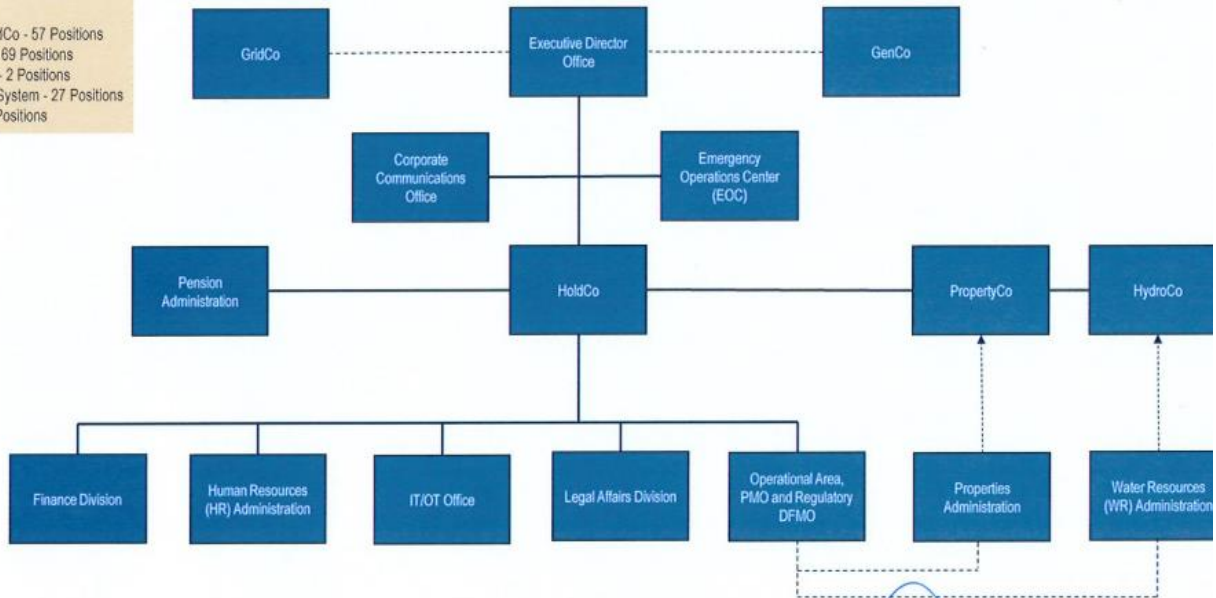 Co - 57 Positions
69 Positions
- 2 Positions
System - 27 Positions
Positions
GridCo
Executive Director
Office
GenCo
Corporate
Communications
Office
Emergency
Operations Center
(EOC)
Pension
Administration
HoldCo
PropertyCo
HydroCo
Finance Division
Human Resources
(HR) Administration
IT/OT Office
Legal Affairs Division
Operational Area,
PMO and Regulatory
DFMO
Properties
Administration
Water Resources
(WR) Administration